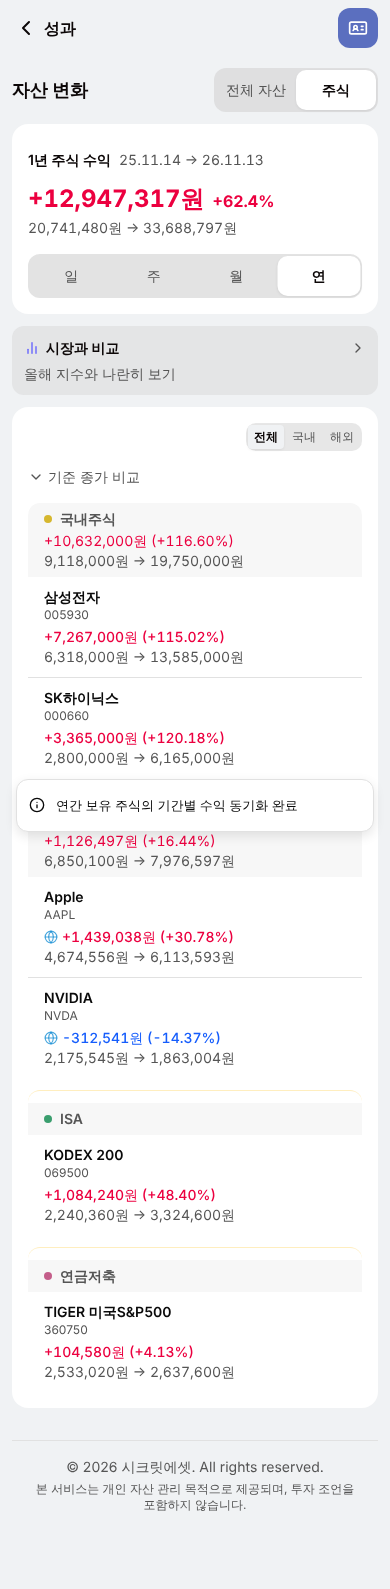 성과
자산 변화
전체 자산 주식
1년 주식 수익 25.11.14 → 26.11.13
+12,947,317원 +62.4%
20,741,480원 → 33,688,797원
일 주 월 연
시장과 비교
올해 지수와 나란히 보기
전체 국내 해외
기준 종가 비교
국내주식
+10,632,000원 (+116.60%)
9,118,000원 → 19,750,000원
삼성전자
005930
+7,267,000원 (+115.02%)
6,318,000원 → 13,585,000원
SK하이닉스
000660
+3,365,000원 (+120.18%)
2,800,000원 → 6,165,000원
연간 보유 주식의 기간별 수익 동기화 완료
+1,126,497원 (+16.44%)
6,850,100원 → 7,976,597원
Apple
AAPL
+1,439,038원 (+30.78%)
4,674,556원 → 6,113,593원
NVIDIA
NVDA
-312,541원 (-14.37%)
2,175,545원 → 1,863,004원
ISA
KODEX 200
069500
+1,084,240원 (+48.40%)
2,240,360원 → 3,324,600원
연금저축
TIGER 미국S&P500
360750
+104,580원 (+4.13%)
2,533,020원 → 2,637,600원
© 2026 시크릿에셋. All rights reserved.
본 서비스는 개인 자산 관리 목적으로 제공되며, 투자 조언을
포함하지 않습니다.